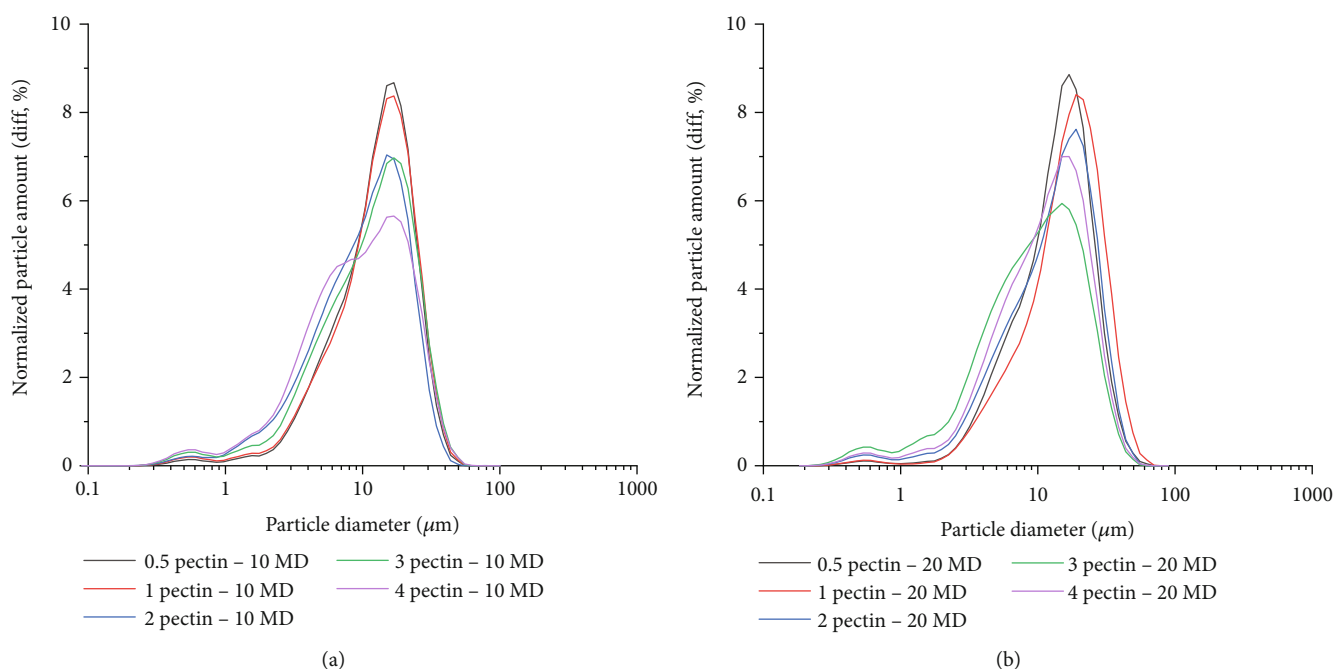 10
8
6
4
2
0
Normalized particle amount (diff, %)
0.1
1
10
100
1000
Particle diameter (μm)
0.5 pectin – 10 MD
1 pectin – 10 MD
2 pectin – 10 MD
3 pectin – 10 MD
4 pectin – 10 MD
(a)
10
8
6
4
2
0
Normalized particle amount (diff, %)
0.1
1
10
100
1000
Particle diameter (μm)
0.5 pectin – 20 MD
1 pectin – 20 MD
2 pectin – 20 MD
3 pectin – 20 MD
4 pectin – 20 MD
(b)